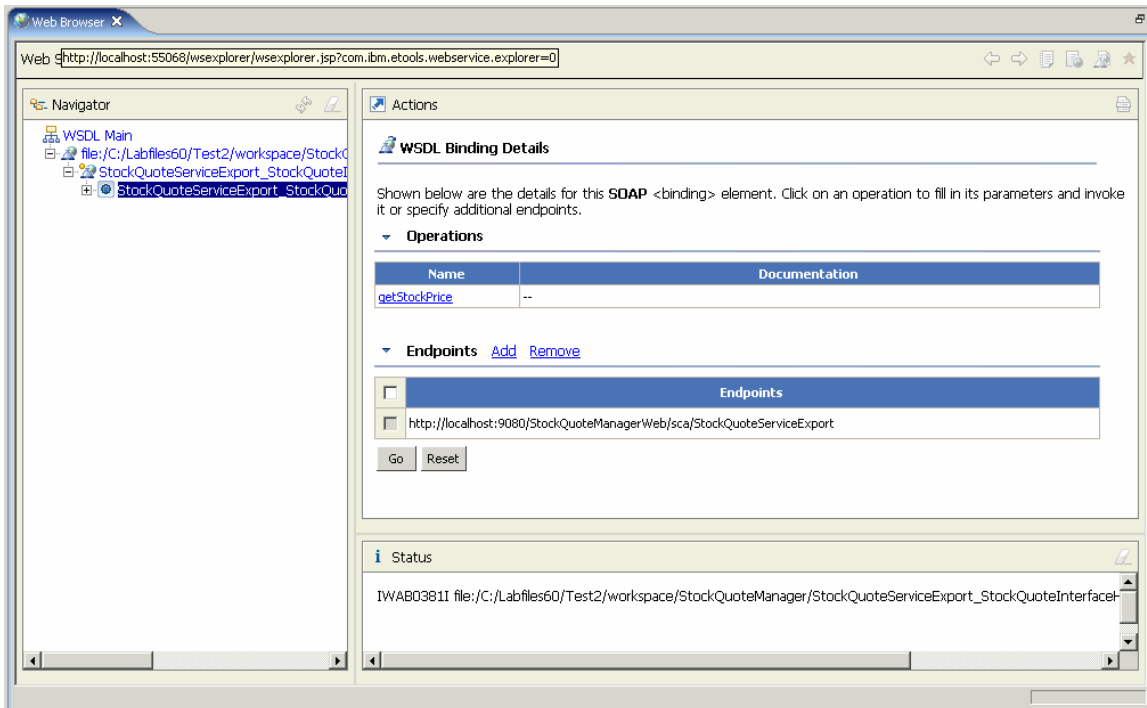 Web Browser
Web S
http://localhost:55068/wsexplorer/wsexplorer.jsp?com.ibm.etools.webservice.explorer=0
Navigator
WSDL Main
file:/C:/Labfiles60/Test2/workspace/StockQ
StockQuoteServiceExport_StockQuoteI
StockQuoteServiceExport_StockQuo
Actions
WSDL Binding Details
Shown below are the details for this SOAP <binding> element. Click on an operation to fill in its parameters and invoke
it or specify additional endpoints.
Operations
Name Documentation
getStockPrice --
Endpoints Add Remove
Endpoints
http://localhost:9080/StockQuoteManagerWeb/sca/StockQuoteServiceExport
Go Reset
i Status
IWAB0381I file:/C:/Labfiles60/Test2/workspace/StockQuoteManager/StockQuoteServiceExport_StockQuoteInterfaceH